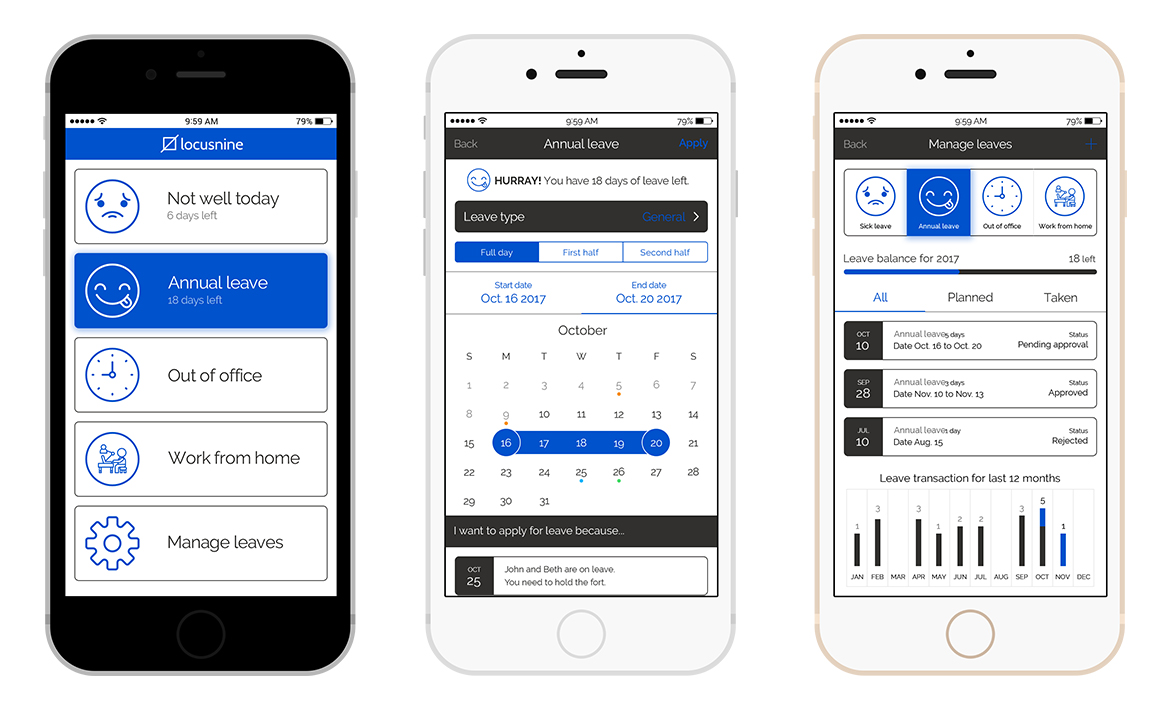 9:59 AM 79%
locusnine
Not well today
6 days left
Annual leave
18 days left
Out of office
Work from home
Manage leaves
9:59 AM 79%
Back Annual leave Apply
HURRAY! You have 18 days of leave left.
Leave type General
Full day First half Second half
Start date End date
Oct. 16 2017 Oct. 20 2017
October
S M T W T F S
1 2 3 4 5 6 7
8 9 10 11 12 13 14
15 16 17 18 19 20 21
22 23 24 25 26 27 28
29 30 31
I want to apply for leave because...
OCT
25
John and Beth are on leave.
You need to hold the fort.
9:59 AM 79%
Back Manage leaves +
Sick leave Annual leave Out of office Work from home
Leave balance for 2017 18 left
All Planned Taken
OCT
10
Annual leave 5 days Status
Date Oct. 16 to Oct. 20 Pending approval
SEP
28
Annual leave 3 days Status
Date Nov. 10 to Nov. 13 Approved
JUL
10
Annual leave 1 day Status
Date Aug. 15 Rejected
Leave transaction for last 12 months
1 3 3 1 2 2 3 5 1
JAN FEB MAR APR MAY JUN JUL AUG SEP OCT NOV DEC